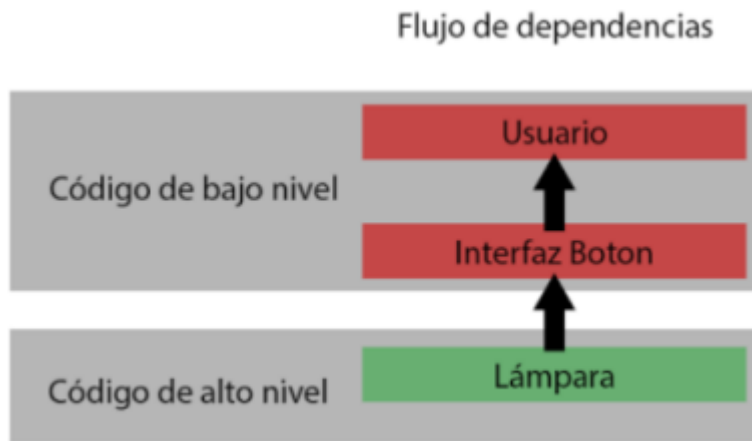 Flujo de dependencias
Usuario
Código de bajo nivel
Interfaz Boton
Lámpara
Código de alto nivel